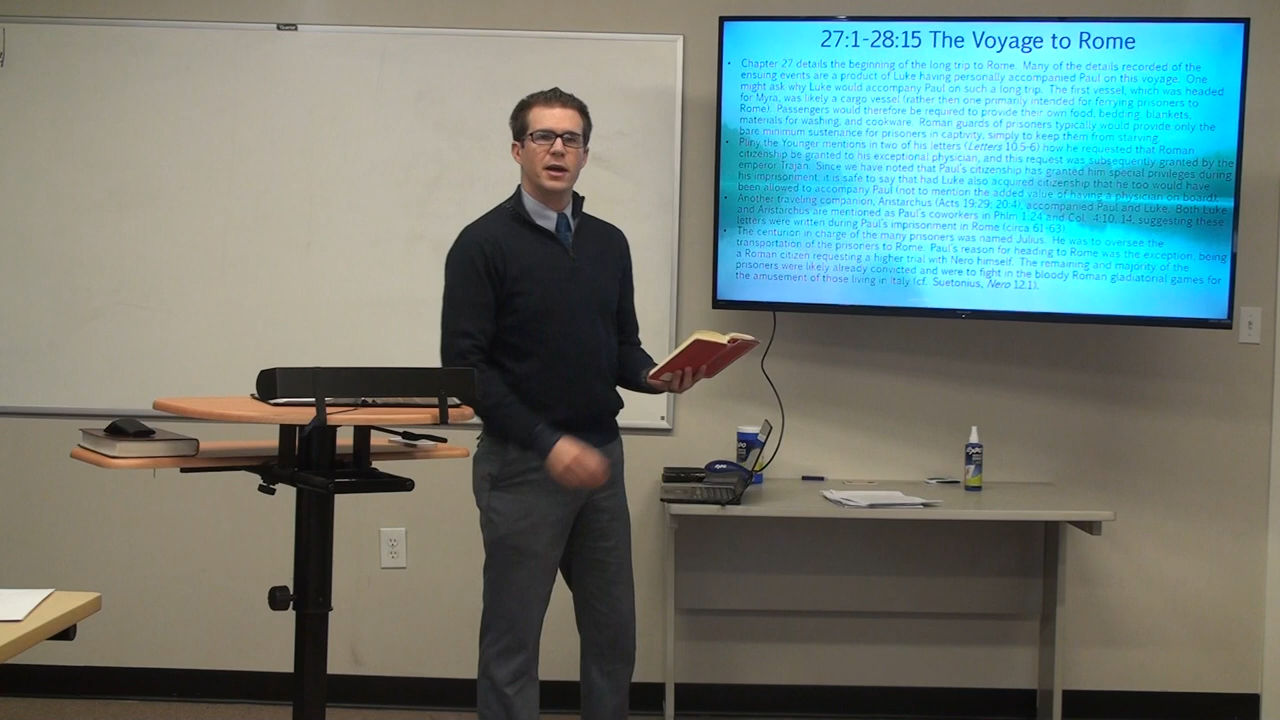 27:1-28:15 The Voyage to Rome
• Chapter 27 details the beginning of the long trip to Rome. Many of the details recorded of the
ensuing events are a product of Luke having personally accompanied Paul on this voyage. One
might ask why Luke would accompany Paul on such a long trip. The first vessel, which was headed
for Myra, was likely a cargo vessel (rather then one primarily intended for ferrying prisoners to
Rome). Passengers would therefore be required to provide their own food, bedding, blankets,
materials for washing, and cookware. Roman guards of prisoners typically would provide only the
bare minimum sustenance for prisoners in captivity, simply to keep them from starving.
• Pliny the Younger mentions in two of his letters (Letters 10.5-6) how he requested that Roman
citizenship be granted to his exceptional physician, and this request was subsequently granted by the
emperor Trajan. Since we have noted that Paul's citizenship has granted him special privileges during
his imprisonment, it is safe to say that had Luke also acquired citizenship that he too would have
been allowed to accompany Paul (not to mention the added value of having a physician on board).
• Another traveling companion, Aristarchus (Acts 19:29; 20:4), accompanied Paul and Luke. Both Luke
and Aristarchus are mentioned as Paul's coworkers in Phlm 1:24 and Col. 4:10, 14, suggesting these
letters were written during Paul's imprisonment in Rome (circa 61-63).
• The centurion in charge of the many prisoners was named Julius. He was to oversee the
transportation of the prisoners to Rome. Paul's reason for heading to Rome was the exception, being
a Roman citizen requesting a higher trial with Nero himself. The remaining and majority of the
prisoners were likely already convicted and were to fight in the bloody Roman gladiatorial games for
the amusement of those living in Italy (cf. Suetonius, Nero 12.1).
EXPO